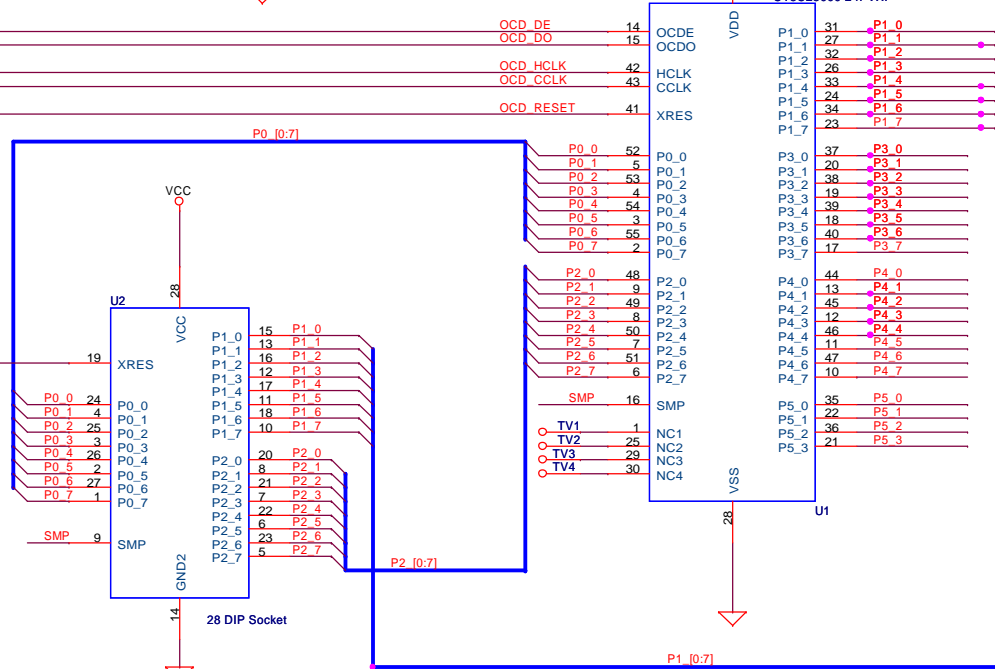 VDD
OCD_DE 14 OCDE P1_0 31 P1_0
OCD_DO 15 OCDO P1_1 27 P1_1
P1_2 32 P1_2
OCD_HCLK 42 HCLK P1_3 26 P1_3
OCD_CCLK 43 CCLK P1_4 33 P1_4
P1_5 24 P1_5
OCD_RESET 41 XRES P1_6 34 P1_6
P1_7 23 P1_7
P0_[0:7]
P0_0 52 P0_0 P3_0 37 P3_0
P0_1 5 P0_1 P3_1 20 P3_1
P0_2 53 P0_2 P3_2 38 P3_2
P0_3 4 P0_3 P3_3 19 P3_3
P0_4 54 P0_4 P3_4 39 P3_4
P0_5 3 P0_5 P3_5 18 P3_5
P0_6 55 P0_6 P3_6 40 P3_6
P0_7 2 P0_7 P3_7 17 P3_7
P2_0 48 P2_0 P4_0 44 P4_0
P2_1 9 P2_1 P4_1 13 P4_1
P2_2 49 P2_2 P4_2 45 P4_2
P2_3 8 P2_3 P4_3 12 P4_3
P2_4 50 P2_4 P4_4 46 P4_4
P2_5 7 P2_5 P4_5 11 P4_5
P2_6 51 P2_6 P4_6 47 P4_6
P2_7 6 P2_7 P4_7 10 P4_7
SMP 16 SMP P5_0 35 P5_0
P5_1 22 P5_1
TV1 1 NC1 P5_2 36 P5_2
TV2 25 NC2 P5_3 21 P5_3
TV3 29 NC3
TV4 30 NC4
VSS
28
U1
VCC
28
U2
VCC
P1_0 15 P1_0
P1_1 13 P1_1
19 XRES P1_2 16 P1_2
P1_3 12 P1_3
P1_4 17 P1_4
P0_0 24 P0_0 P1_5 11 P1_5
P0_1 4 P0_1 P1_6 18 P1_6
P0_2 25 P0_2 P1_7 10 P1_7
P0_3 3 P0_3
P0_4 26 P0_4 P2_0 20 P2_0
P0_5 2 P0_5 P2_1 8 P2_1
P0_6 27 P0_6 P2_2 21 P2_2
P0_7 1 P0_7 P2_3 7 P2_3
P2_4 22 P2_4
P2_5 6 P2_5
SMP 9 SMP P2_6 23 P2_6
P2_7 5 P2_7
P2_[0:7]
GND2
14
28 DIP Socket
P1_[0:7]